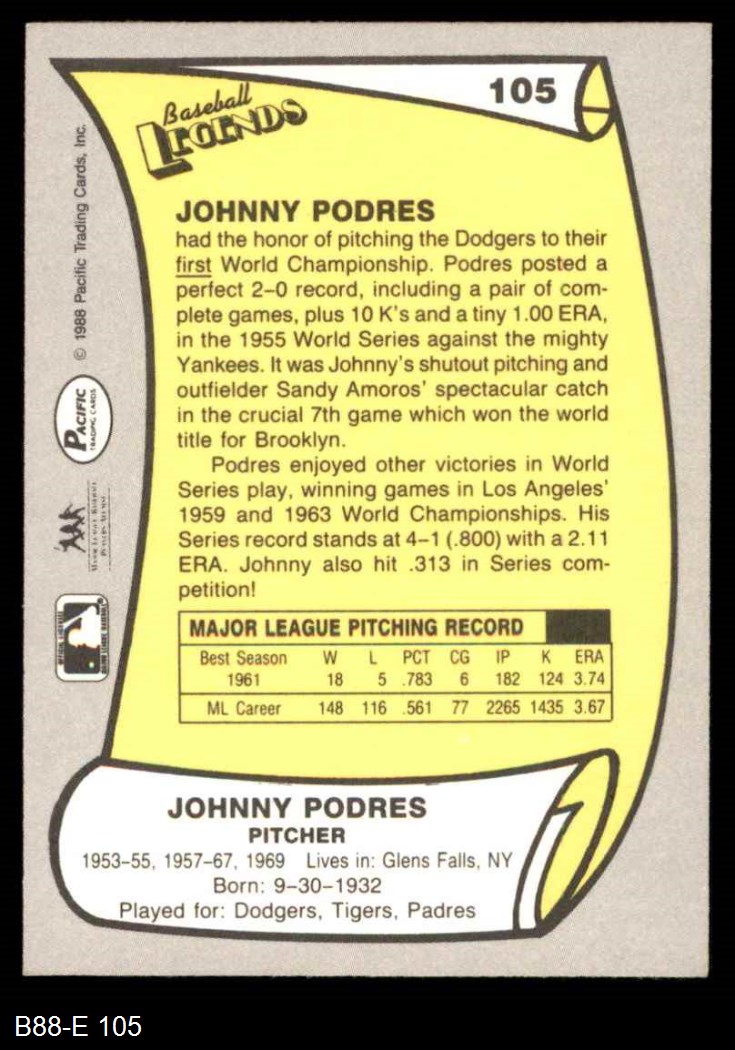 105
Baseball
LEGENDS
© 1988 Pacific Trading Cards, Inc.
PACIFIC
TRADING CARDS
JOHNNY PODRES
had the honor of pitching the Dodgers to their
first World Championship. Podres posted a
perfect 2–0 record, including a pair of com-
plete games, plus 10 K's and a tiny 1.00 ERA,
in the 1955 World Series against the mighty
Yankees. It was Johnny's shutout pitching and
outfielder Sandy Amoros' spectacular catch
in the crucial 7th game which won the world
title for Brooklyn.
Podres enjoyed other victories in World
Series play, winning games in Los Angeles'
1959 and 1963 World Championships. His
Series record stands at 4–1 (.800) with a 2.11
ERA. Johnny also hit .313 in Series com-
petition!
MAJOR LEAGUE PITCHING RECORD
Best Season W L PCT CG IP K ERA
1961 18 5 .783 6 182 124 3.74
ML Career 148 116 .561 77 2265 1435 3.67
JOHNNY PODRES
PITCHER
1953–55, 1957–67, 1969 Lives in: Glens Falls, NY
Born: 9–30–1932
Played for: Dodgers, Tigers, Padres
B88-E 105